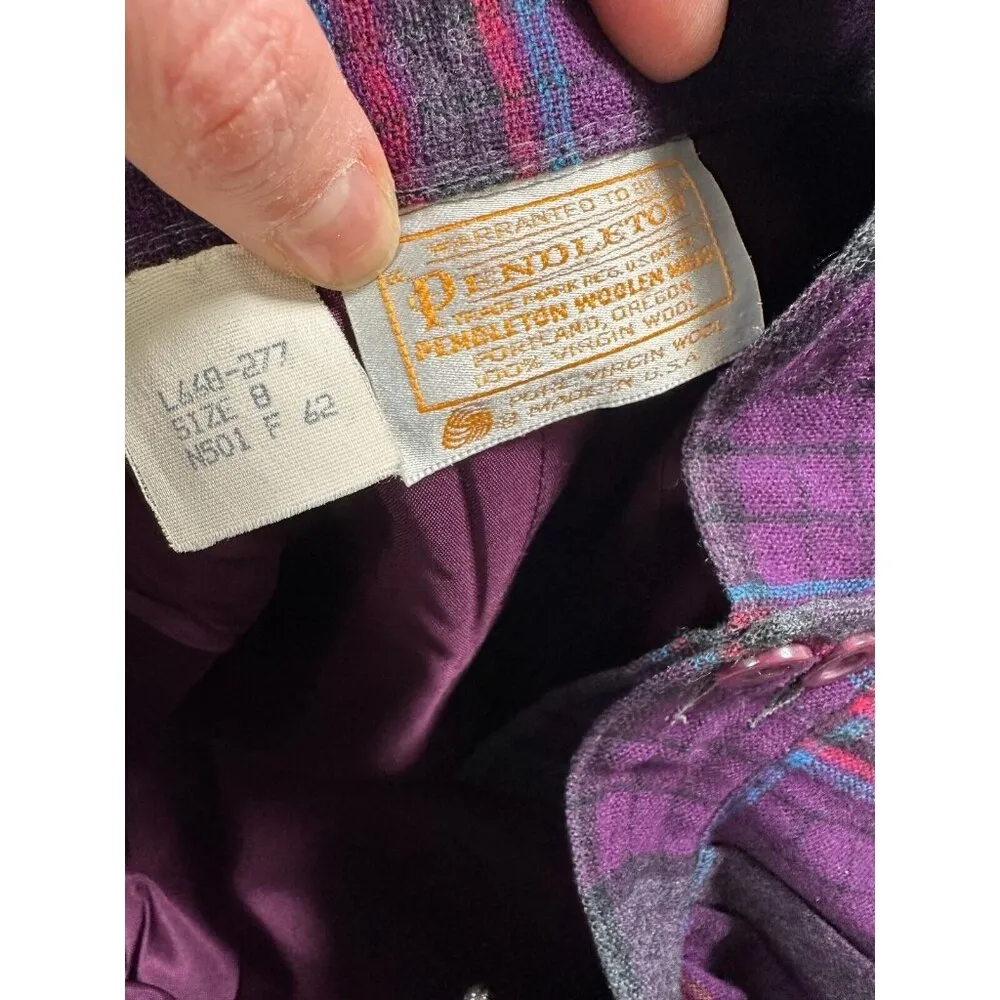 L448-277
SIZE 8
N501 F 62
WARRANTED TO BE A
PENDLETON
TRADE MARK REG. U.S. PAT. OFF.
PENDLETON WOOLEN MILLS
PORTLAND, OREGON
100% VIRGIN WOOL
PURE VIRGIN WOOL
MADE IN U.S.A.